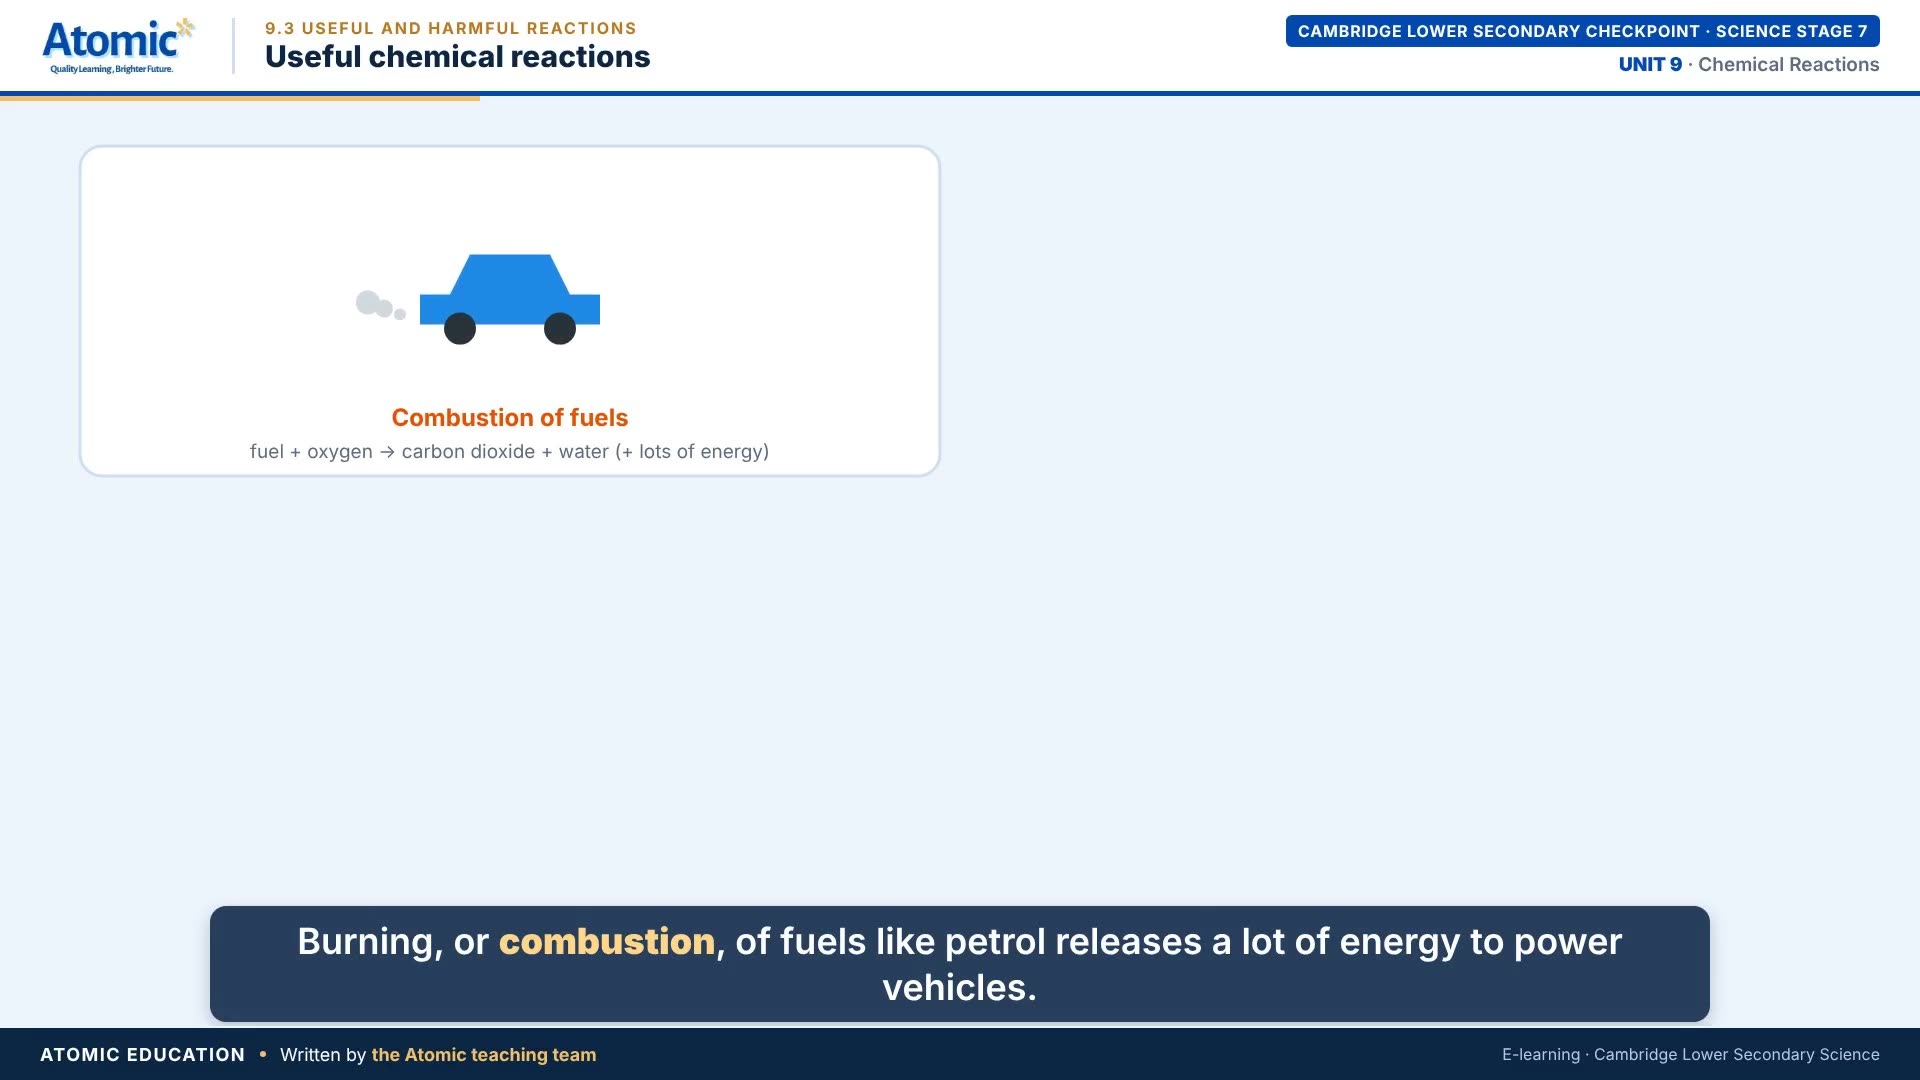 Atomic
Quality Learning, Brighter Future.
9.3 USEFUL AND HARMFUL REACTIONS
Useful chemical reactions
CAMBRIDGE LOWER SECONDARY CHECKPOINT · SCIENCE STAGE 7
UNIT 9 · Chemical Reactions
Combustion of fuels
fuel + oxygen → carbon dioxide + water (+ lots of energy)
Burning, or combustion, of fuels like petrol releases a lot of energy to power
vehicles.
ATOMIC EDUCATION • Written by the Atomic teaching team
E-learning · Cambridge Lower Secondary Science